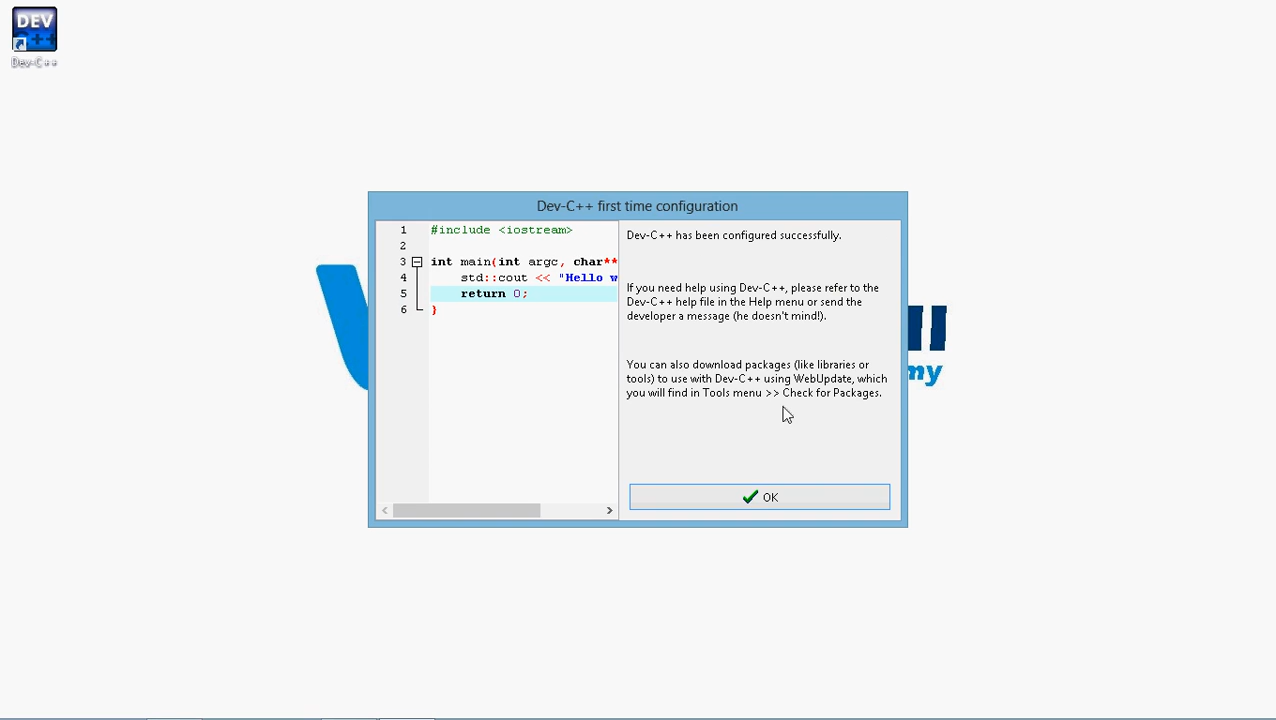 DEV
C++
Dev-C++
Dev-C++ first time configuration
1 #include <iostream>
2
3 int main(int argc, char**
4 std::cout << "Hello w
5 return 0;
6 }
Dev-C++ has been configured successfully.
If you need help using Dev-C++, please refer to the
Dev-C++ help file in the Help menu or send the
developer a message (he doesn't mind!).
You can also download packages (like libraries or
tools) to use with Dev-C++ using WebUpdate, which
you will find in Tools menu >> Check for Packages.
OK
my